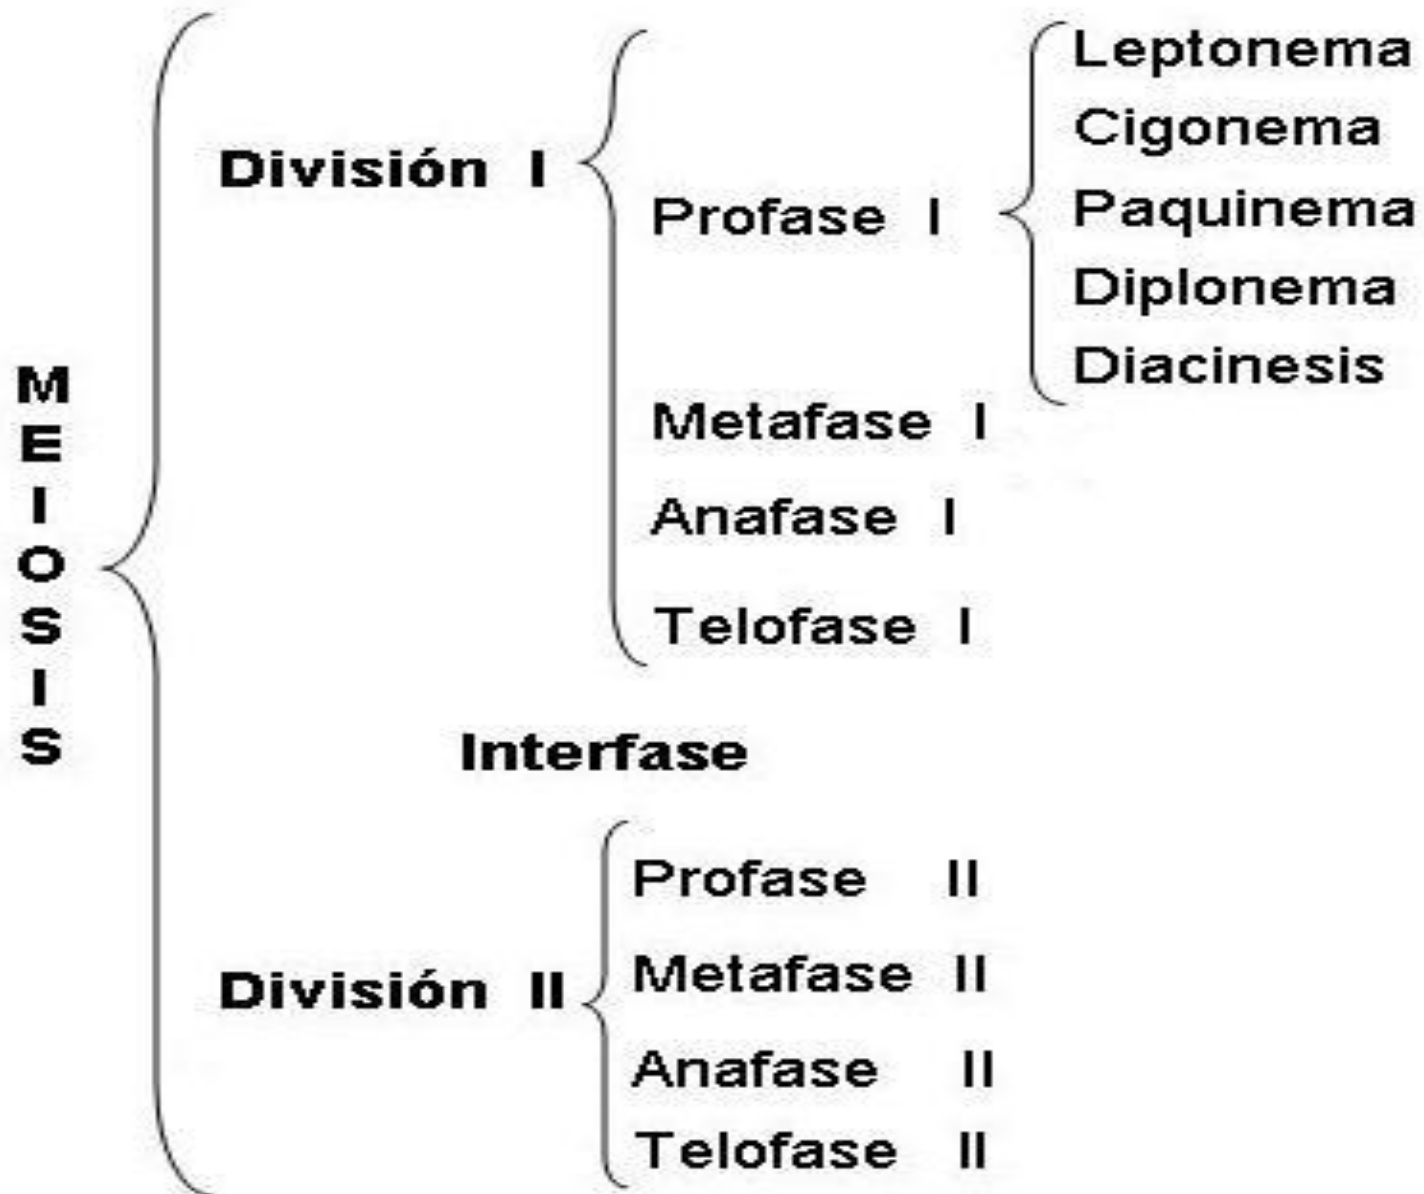 MEIOSIS
División I
Profase I
Leptonema
Cigonema
Paquinema
Diplonema
Diacinesis
Metafase I
Anafase I
Telofase I
Interfase
División II
Profase II
Metafase II
Anafase II
Telofase II